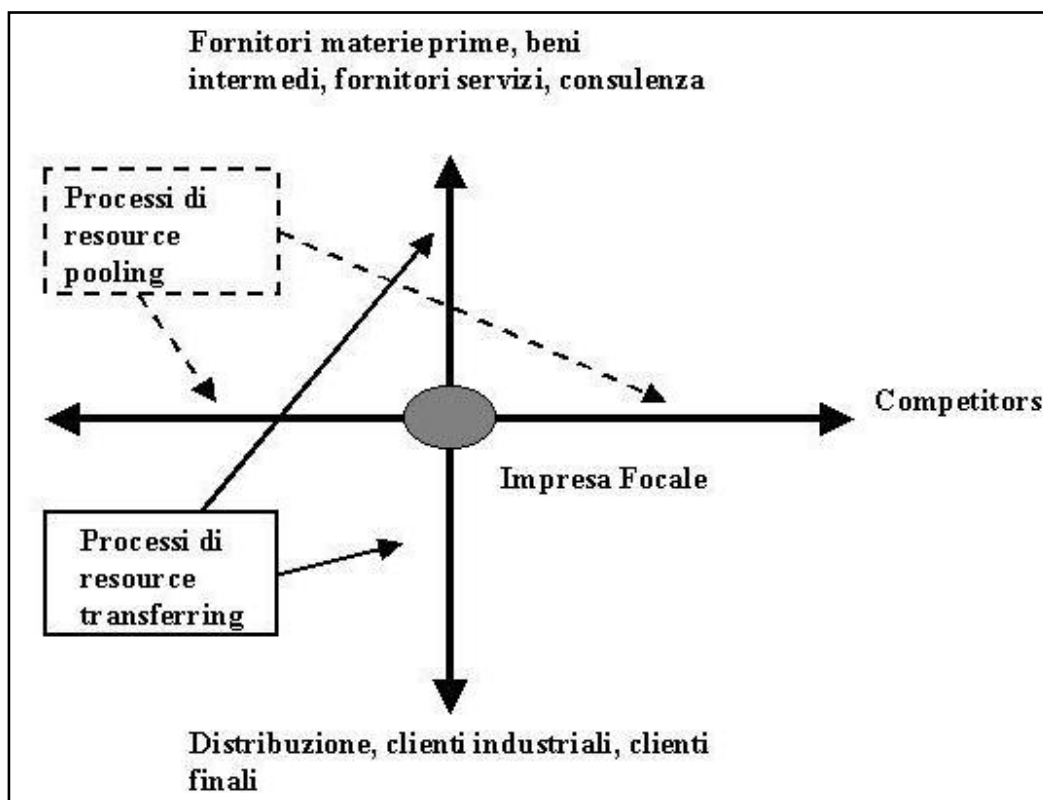 Fornitori materie prime, beni
intermedi, fornitori servizi, consulenza
Processi di
resource
pooling
Competitors
Impresa Focale
Processi di
resource
transferring
Distribuzione, clienti industriali, clienti
finali